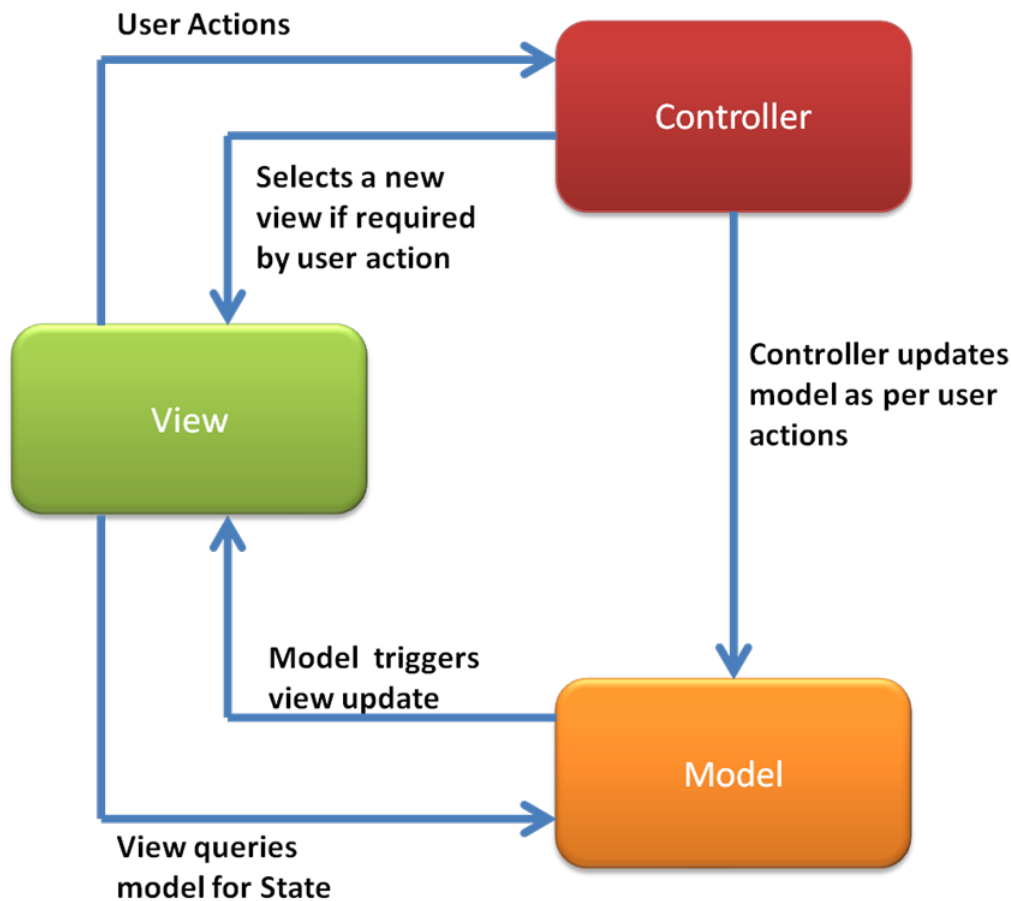 User Actions
Controller
Selects a new
view if required
by user action
Controller updates
model as per user
actions
View
Model triggers
view update
Model
View queries
model for State